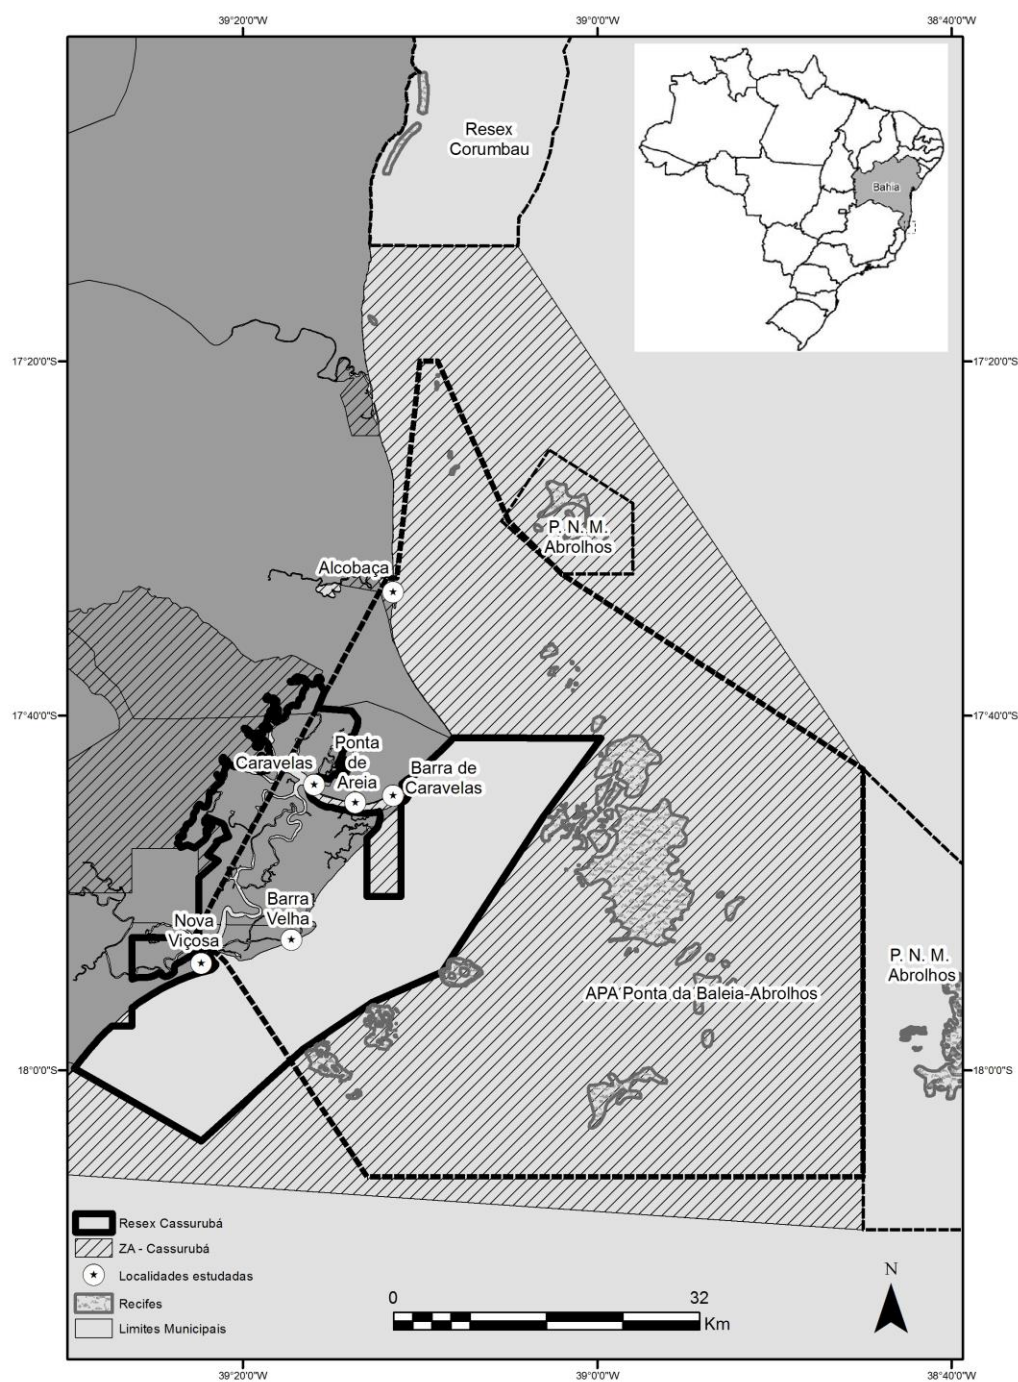 39°20'0"W
39°00'0"W
38°40'0"W
Resex
Corumbau
Bahia
17°20'0"S
17°20'0"S
P. N. M.
Abrolhos
Alcobaça
17°40'0"S
17°40'0"S
Ponta
de
Areia
Caravelas
Barra de
Caravelas
Barra
Velha
Nova
Viçosa
P. N. M.
Abrolhos
APA Ponta da Baleia-Abrolhos
18°0'0"S
18°0'0"S
Resex Cassurubá
ZA - Cassurubá
Localidades estudadas
Recifes
Limites Municipais
0
32
Km
N
39°20'0"W
39°00'0"W
38°40'0"W